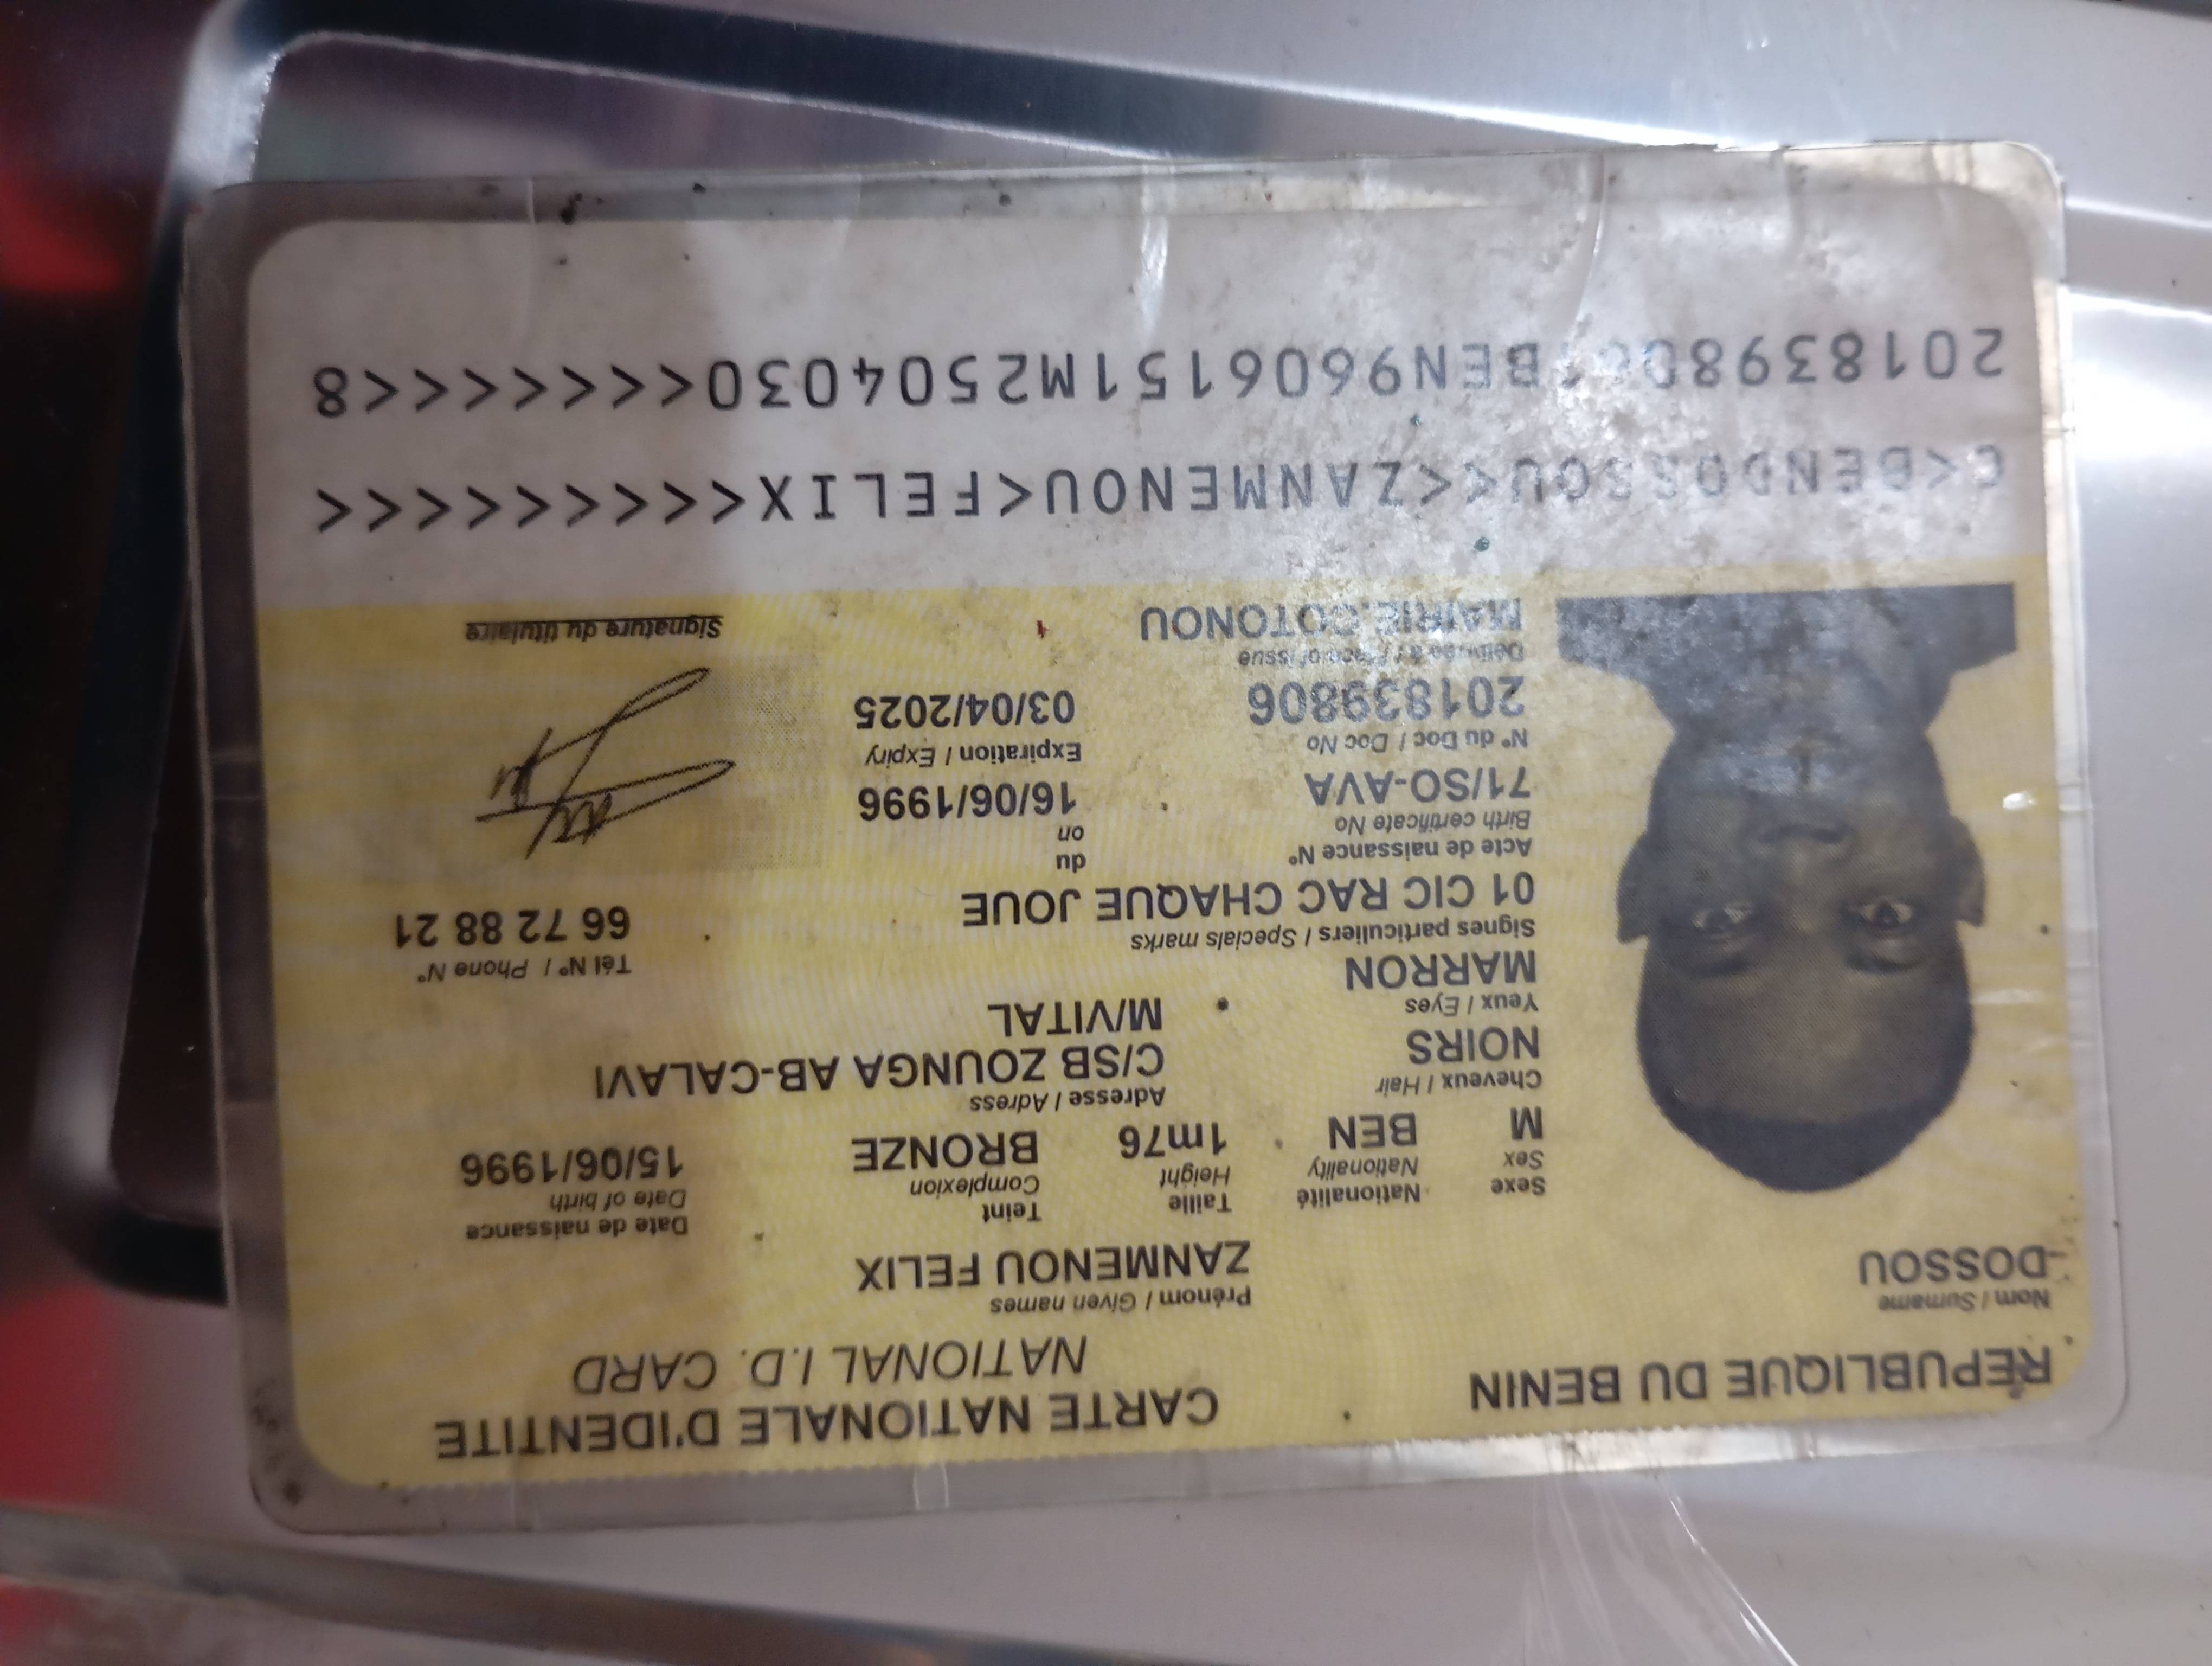 REPUBLIQUE DU BENIN
CARTE NATIONALE D'IDENTITE
NATIONAL I.D. CARD
Nom / Surname
DOSSOU
Prénom / Given names
ZANMENOU FELIX
Sexe Nationalité Taille Teint Date de naissance
Sex Nationality Height Complexion Date of birth
M BEN 1m76 BRONZE 15/06/1996
Cheveux / Hair Adresse / Adress
NOIRS C/SB ZOUNGA AB-CALAVI
Yeux / Eyes M/VITAL
MARRON
Signes particuliers / Specials marks Tél N° / Phone N°
01 CIC RAC CHAQUE JOUE 66 72 88 21
Acte de naissance N° du
Birth certificate No on
71/SO-AVA 16/06/1996
N° du Doc / Doc No Expiration / Expiry
201839806 03/04/2025
Délivrée à / Place of issue
MAIRIE COTONOU
Signature du titulaire
C<BENDOSSOU<<ZANMENOU<FELIX<<<<<<<<<<
BEN9606151M2504030<<<<<<<<8